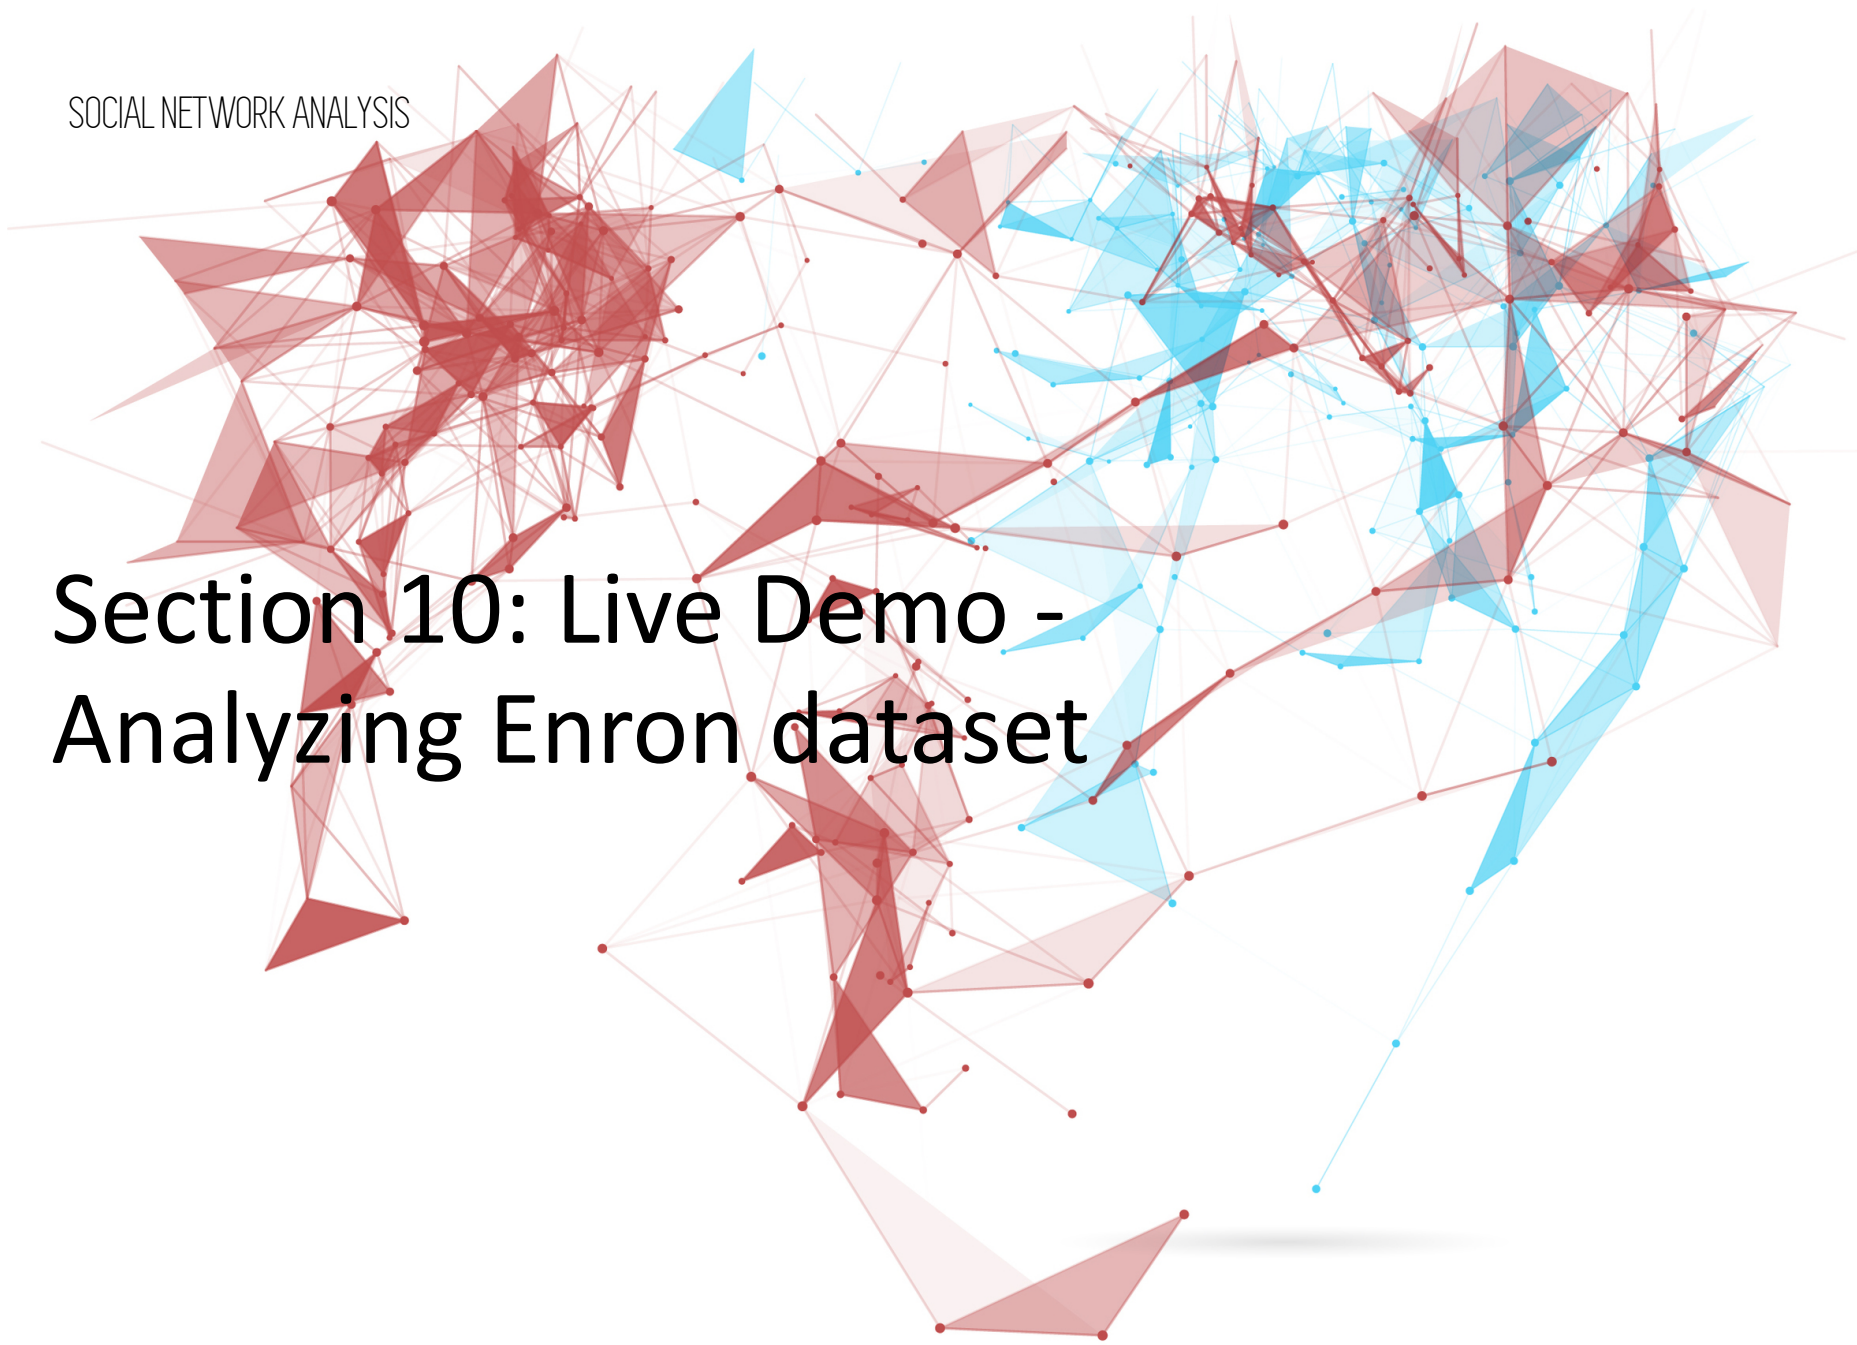 SOCIAL NETWORK ANALYSIS
Section 10: Live Demo -
Analyzing Enron dataset